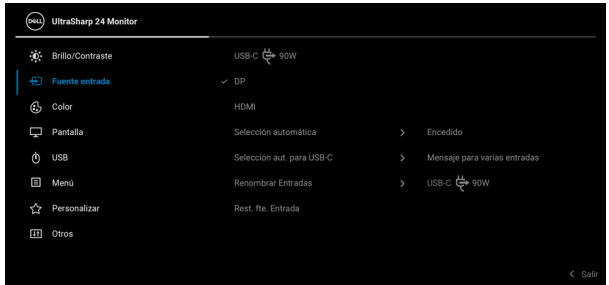 DELL UltraSharp 24 Monitor
Brillo/Contraste USB-C 90W
Fuente entrada ✓ DP
Color HDMI
Pantalla Selección automática > Encedido
USB Selección aut. para USB-C > Mensaje para varias entradas
Menú Renombrar Entradas > USB-C 90W
Personalizar Rest. fte. Entrada
Otros
< Salir